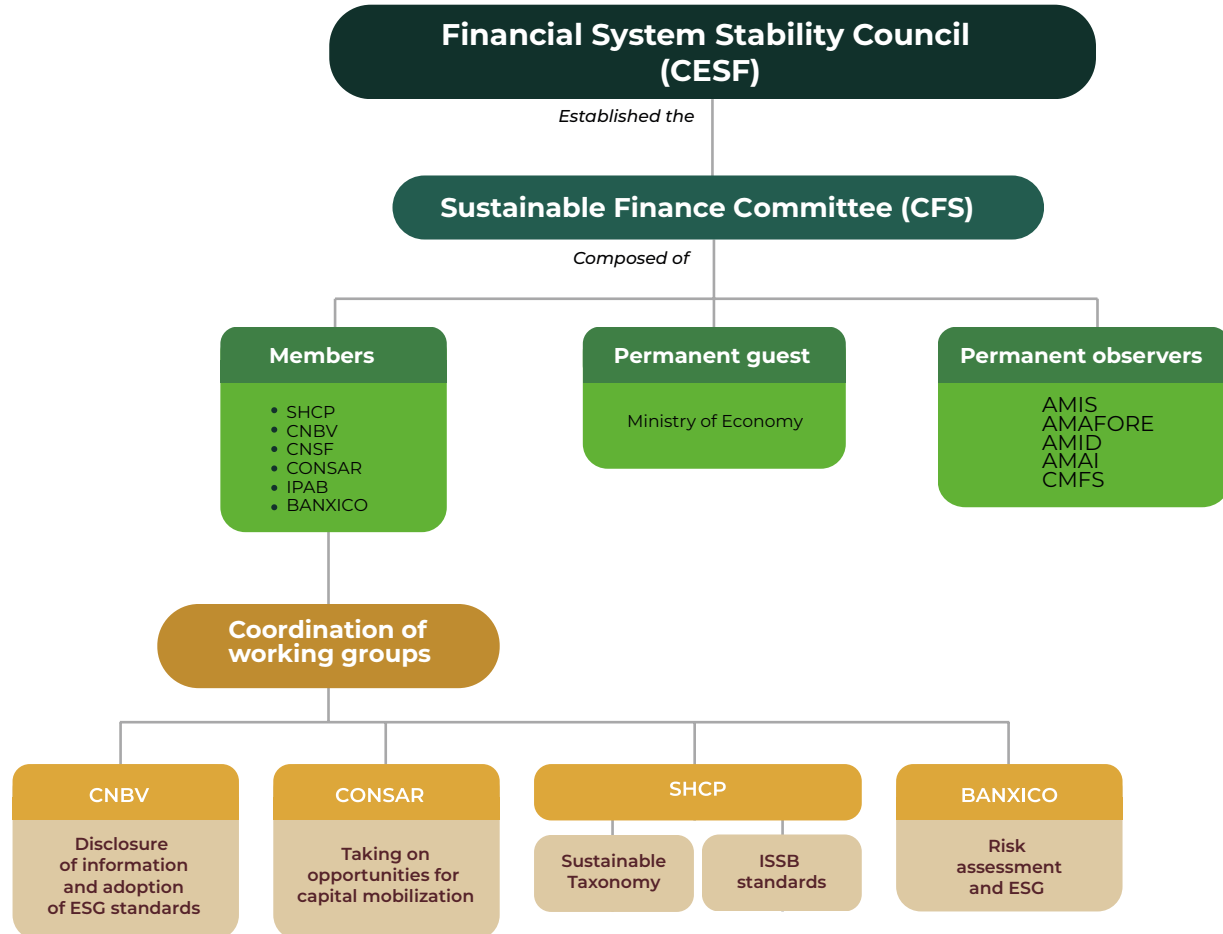 Financial System Stability Council
(CESF)
Established the
Sustainable Finance Committee (CFS)
Composed of
Members
• SHCP
• CNBV
• CNSF
• CONSAR
• IPAB
• BANXICO
Permanent guest
Ministry of Economy
Permanent observers
AMIS
AMAFORE
AMID
AMAI
CMFS
Coordination of
working groups
CNBV
Disclosure
of information
and adoption
of ESG standards
CONSAR
Taking on
opportunities for
capital mobilization
SHCP
Sustainable
Taxonomy
ISSB
standards
BANXICO
Risk
assessment
and ESG